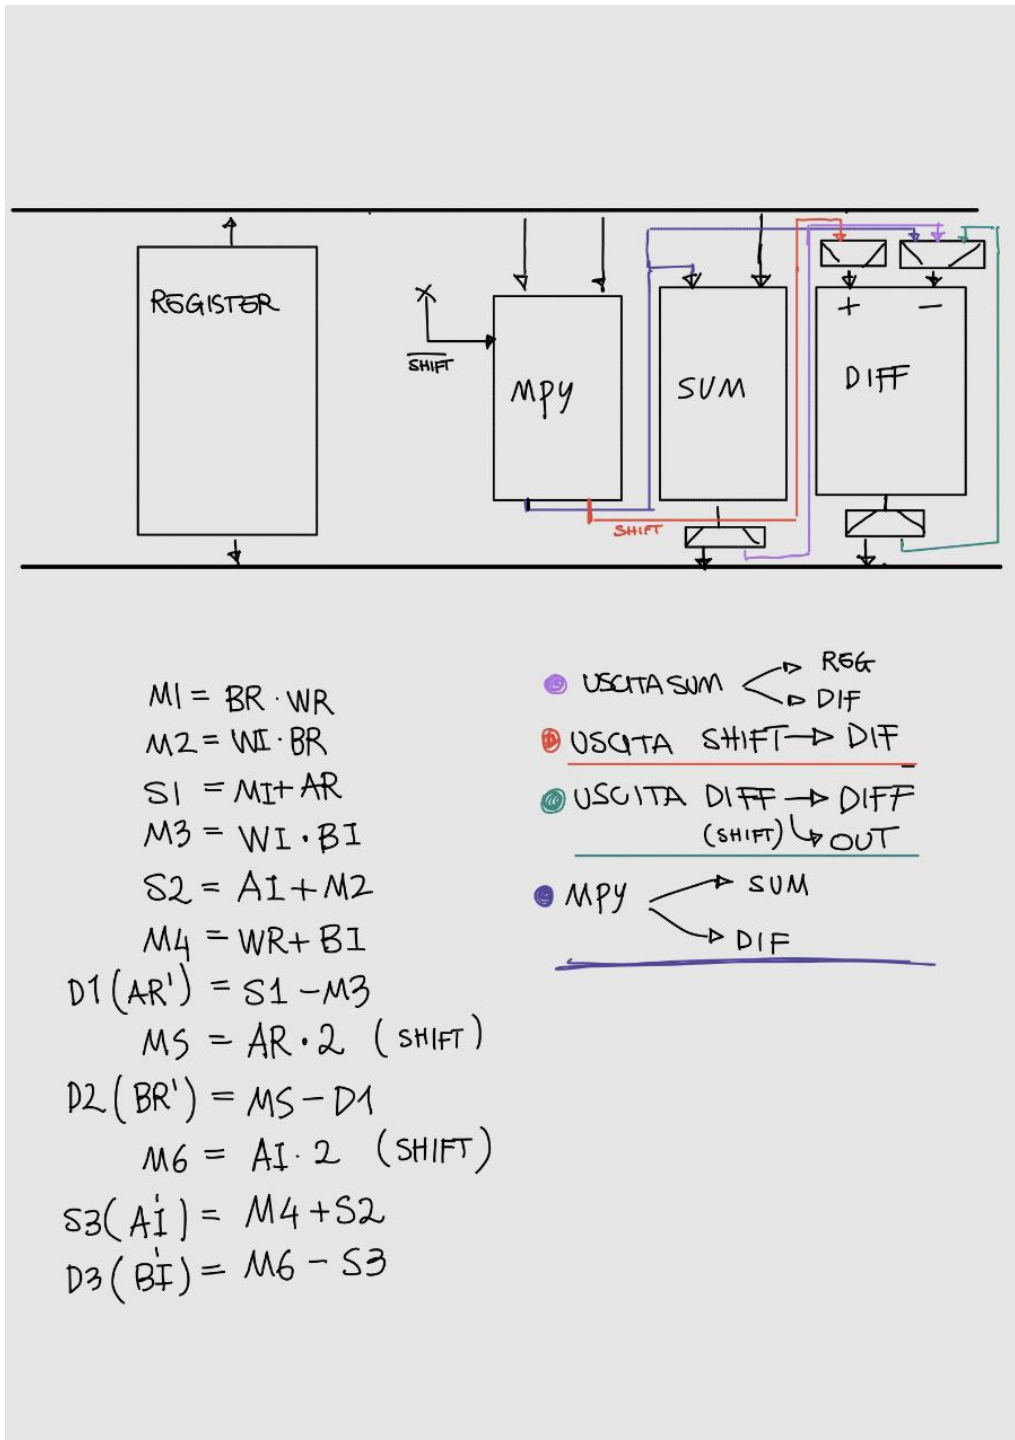 REGISTER
X
SHIFT
MPY
SUM
+ −
DIFF
SHIFT
M1 = BR · WR
M2 = WI · BR
S1 = M1 + AR
M3 = WI · BI
S2 = AI + M2
M4 = WR + BI
D1 (AR') = S1 − M3
M5 = AR · 2 (SHIFT)
D2 (BR') = M5 − D1
M6 = AI · 2 (SHIFT)
S3 (AI') = M4 + S2
D3 (BI') = M6 − S3
USCITA SUM
REG
DIF
USCITA SHIFT → DIF
USCITA DIFF → DIFF
(SHIFT) ↳ OUT
MPY
SUM
DIF